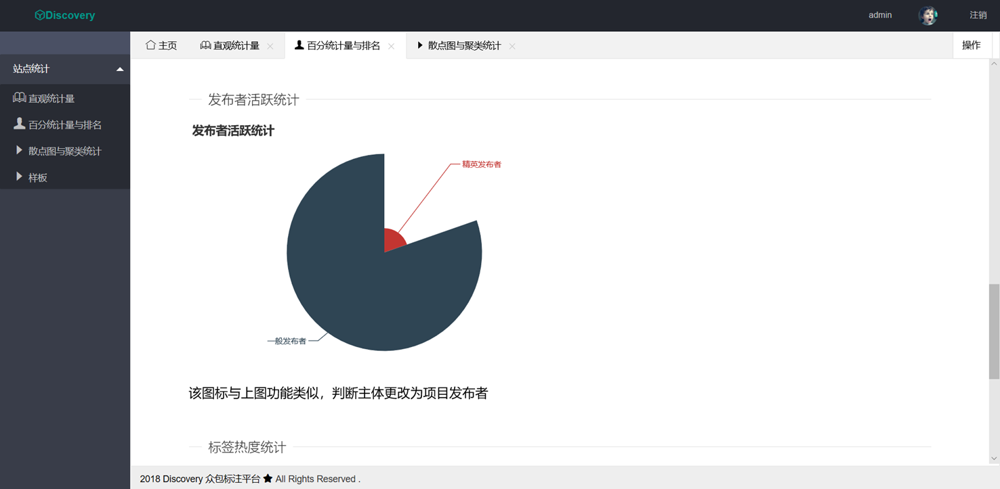 Discovery
admin
注销
主页
直观统计量
百分统计量与排名
散点图与聚类统计
操作
站点统计
直观统计量
百分统计量与排名
散点图与聚类统计
样板
发布者活跃统计
发布者活跃统计
精英发布者
一般发布者
该图标与上图功能类似，判断主体更改为项目发布者
标签热度统计
2018 Discovery 众包标注平台 ★ All Rights Reserved .